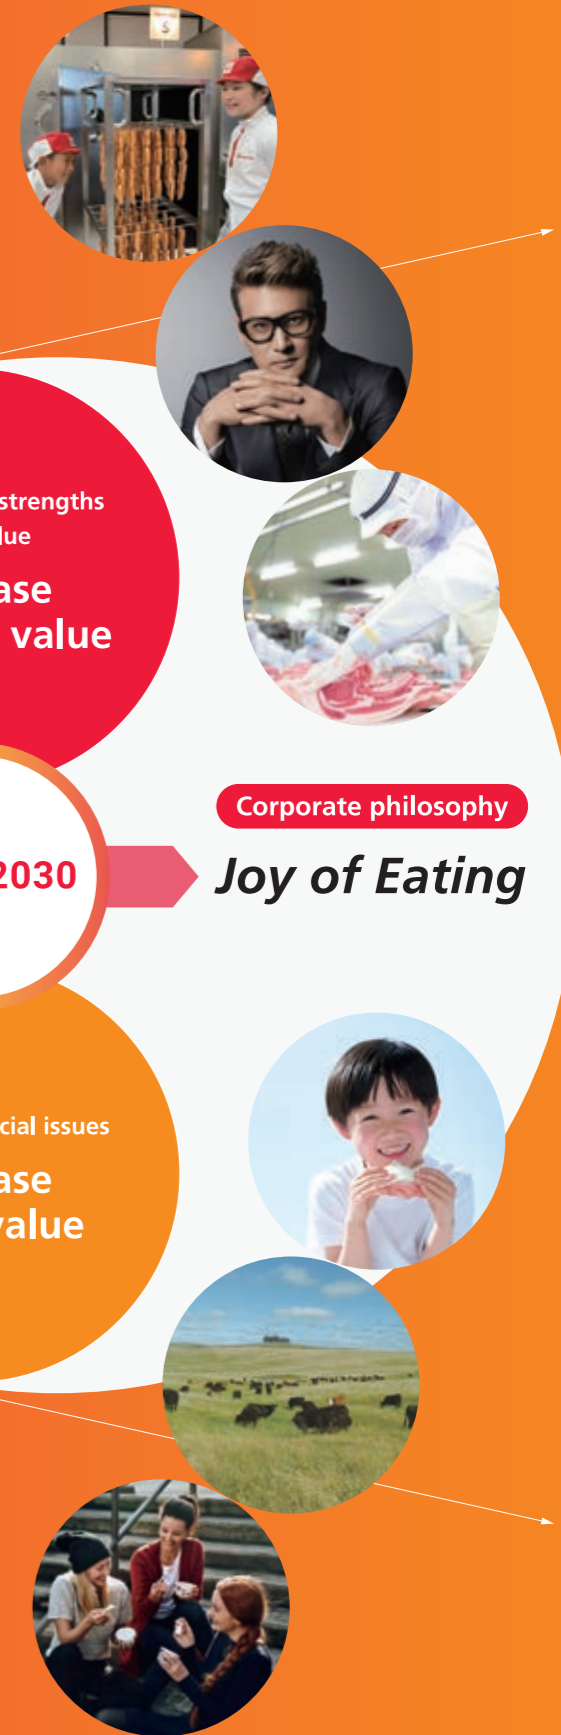 S
strengths
lue
ase
value
Corporate philosophy
2030
Joy of Eating
cial issues
ase
value